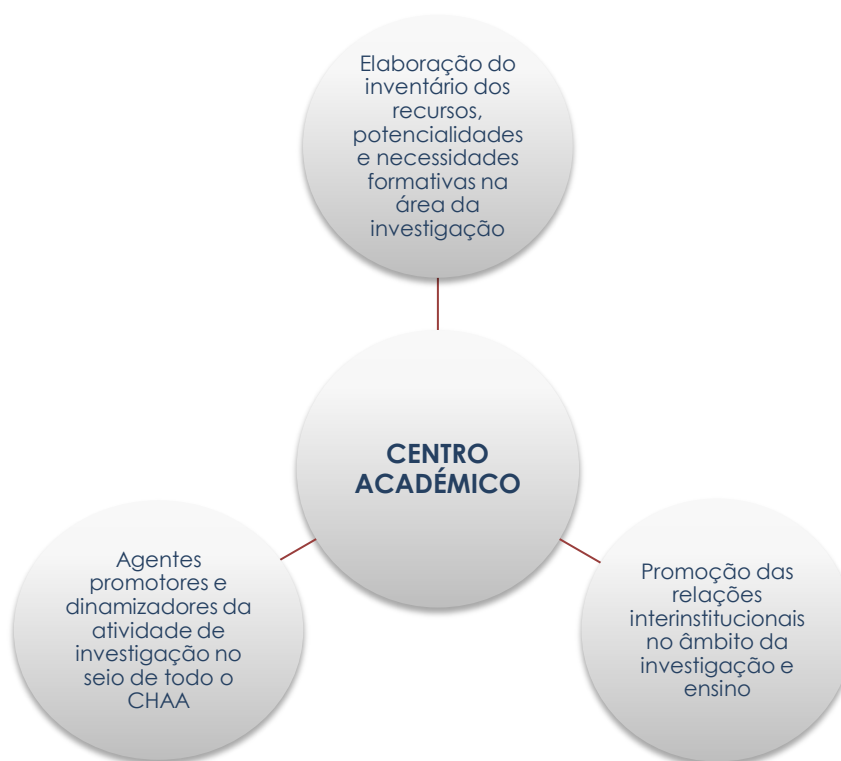 Elaboração do
inventário dos
recursos,
potencialidades
e necessidades
formativas na
área da
investigação
CENTRO
ACADÉMICO
Agentes
promotores e
dinamizadores da
atividade de
investigação no
seio de todo o
CHAA
Promoção das
relações
interinstitucionais
no âmbito da
investigação e
ensino